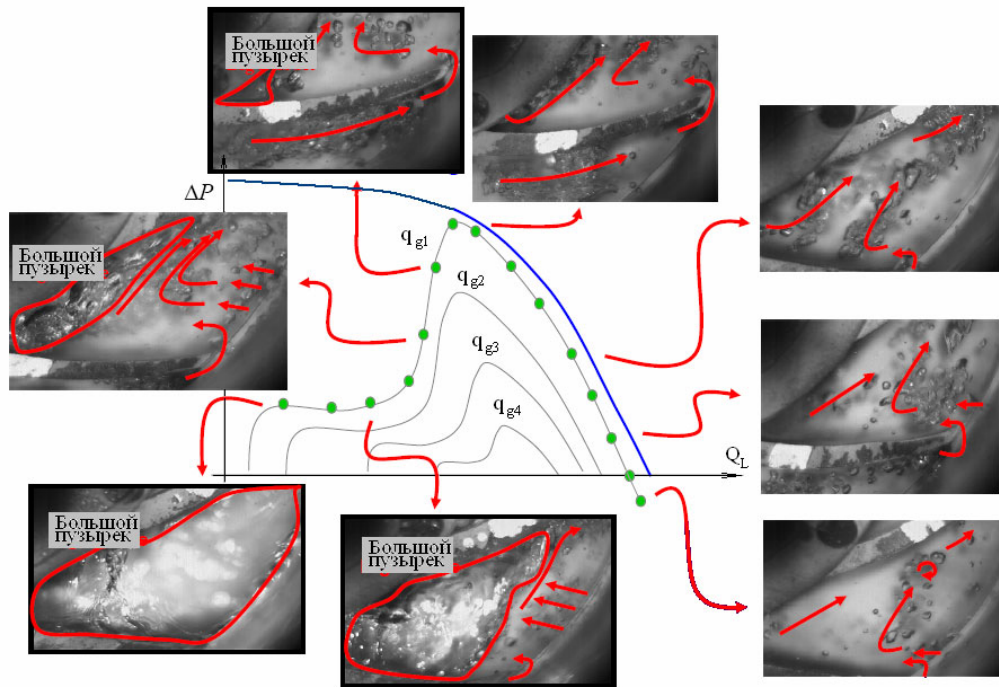 Большой
пузырек
ΔP
Большой
пузырек
q_g1
q_g2
q_g3
q_g4
Q_L
Большой
пузырек
Большой
пузырек